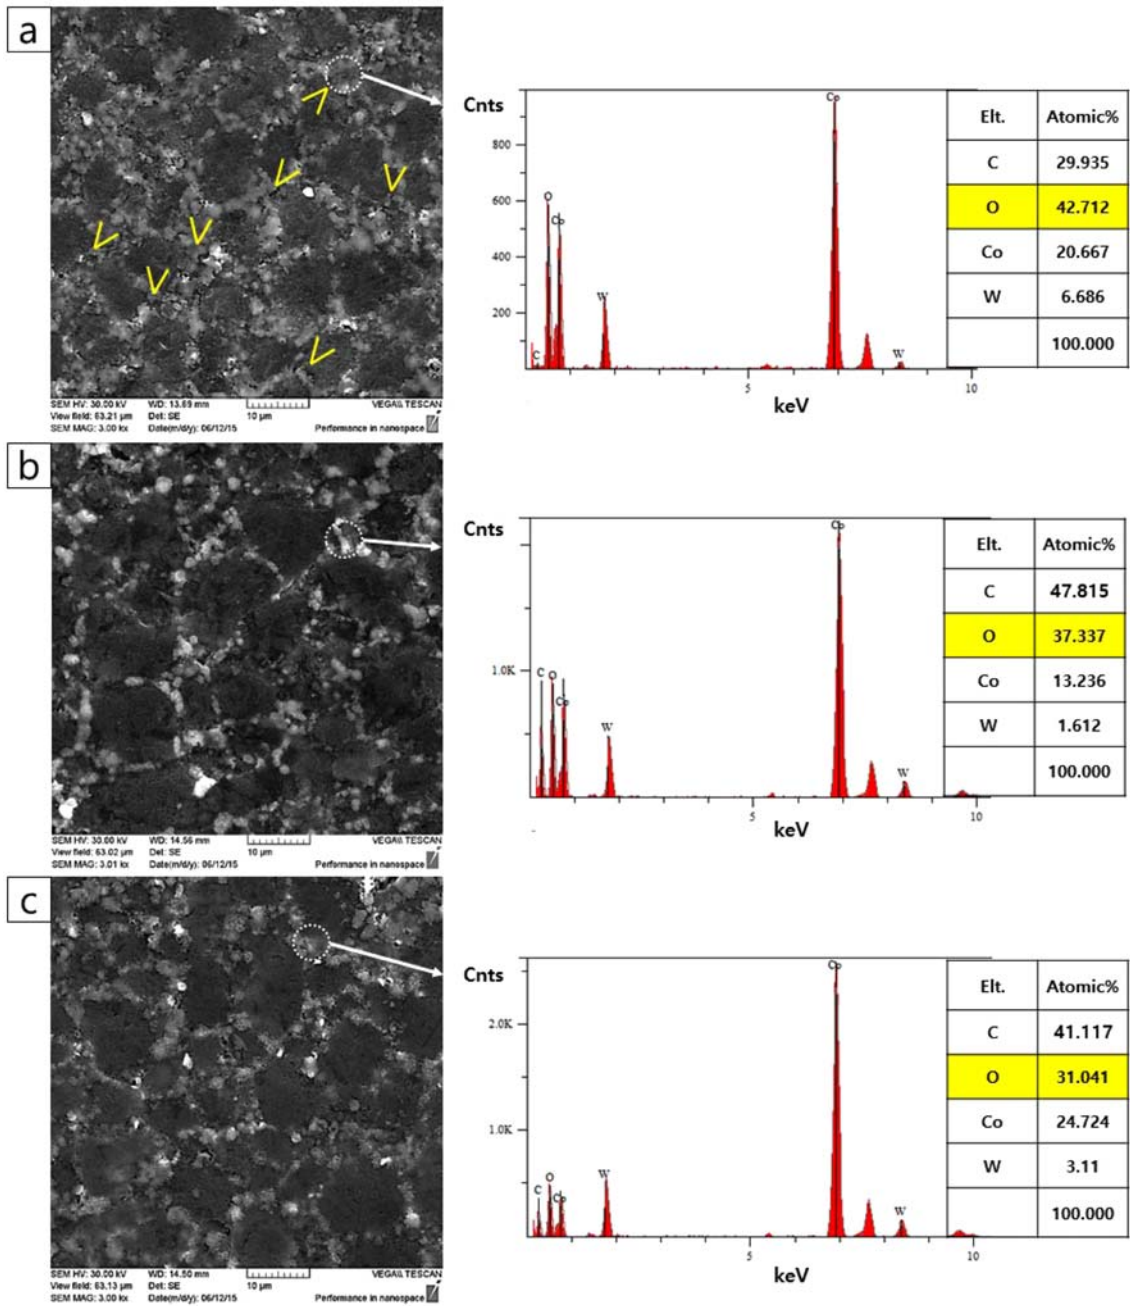 a
SEM HV: 30.00 kV WD: 13.69 mm VEGA\\ TESCAN
View field: 63.21 µm Det: SE 10 µm
SEM MAG: 3.00 kx Date(m/d/y): 06/12/15 Performance in nanospace
Cnts
800
600
400
200
C
O
Co
W
Co
W
5
10
keV
Elt. Atomic%
C 29.935
O 42.712
Co 20.667
W 6.686
100.000
b
SEM HV: 30.00 kV WD: 14.56 mm VEGA\\ TESCAN
View field: 63.02 µm Det: SE 10 µm
SEM MAG: 3.01 kx Date(m/d/y): 06/12/15 Performance in nanospace
Cnts
1.0K
C
O
Co
W
Co
W
5
10
keV
Elt. Atomic%
C 47.815
O 37.337
Co 13.236
W 1.612
100.000
c
SEM HV: 30.00 kV WD: 14.50 mm VEGA\\ TESCAN
View field: 63.13 µm Det: SE 10 µm
SEM MAG: 3.00 kx Date(m/d/y): 06/12/15 Performance in nanospace
Cnts
2.0K
1.0K
C
O
Co
W
Co
W
5
10
keV
Elt. Atomic%
C 41.117
O 31.041
Co 24.724
W 3.11
100.000